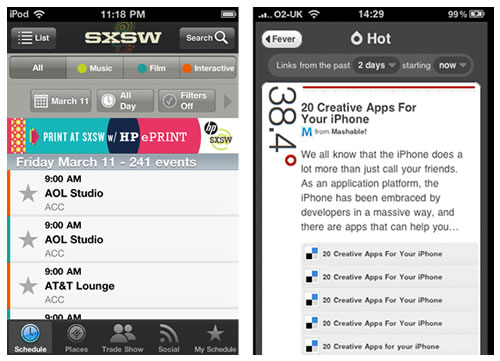 iPod 11:18 PM
List
SXSW
Search
All
Music
Film
Interactive
March 11
All
Day
Filters
Off
PRINT AT SXSW w/ HP ePRINT
hp
SXSW
Friday March 11 - 241 events
9:00 AM
AOL Studio
ACC
9:00 AM
AOL Studio
ACC
9:00 AM
AT&T Lounge
ACC
9:00 AM
Schedule
Places
Trade Show
Social
My Schedule
O2-UK 14:29 99%
Fever
Hot
Links from the past 2 days starting now
38.4°
20 Creative Apps For
Your iPhone
M from Mashable!
We all know that the iPhone does a
lot more than just call your friends.
As an application platform, the
iPhone has been embraced by
developers in a massive way, and
there are apps that can help you...
20 Creative Apps For Your iPhone
20 Creative Apps For Your iPhone
20 Creative Apps For Your iPhone
20 Creative Apps For Your iPhone
20 Creative Apps for your iPhone